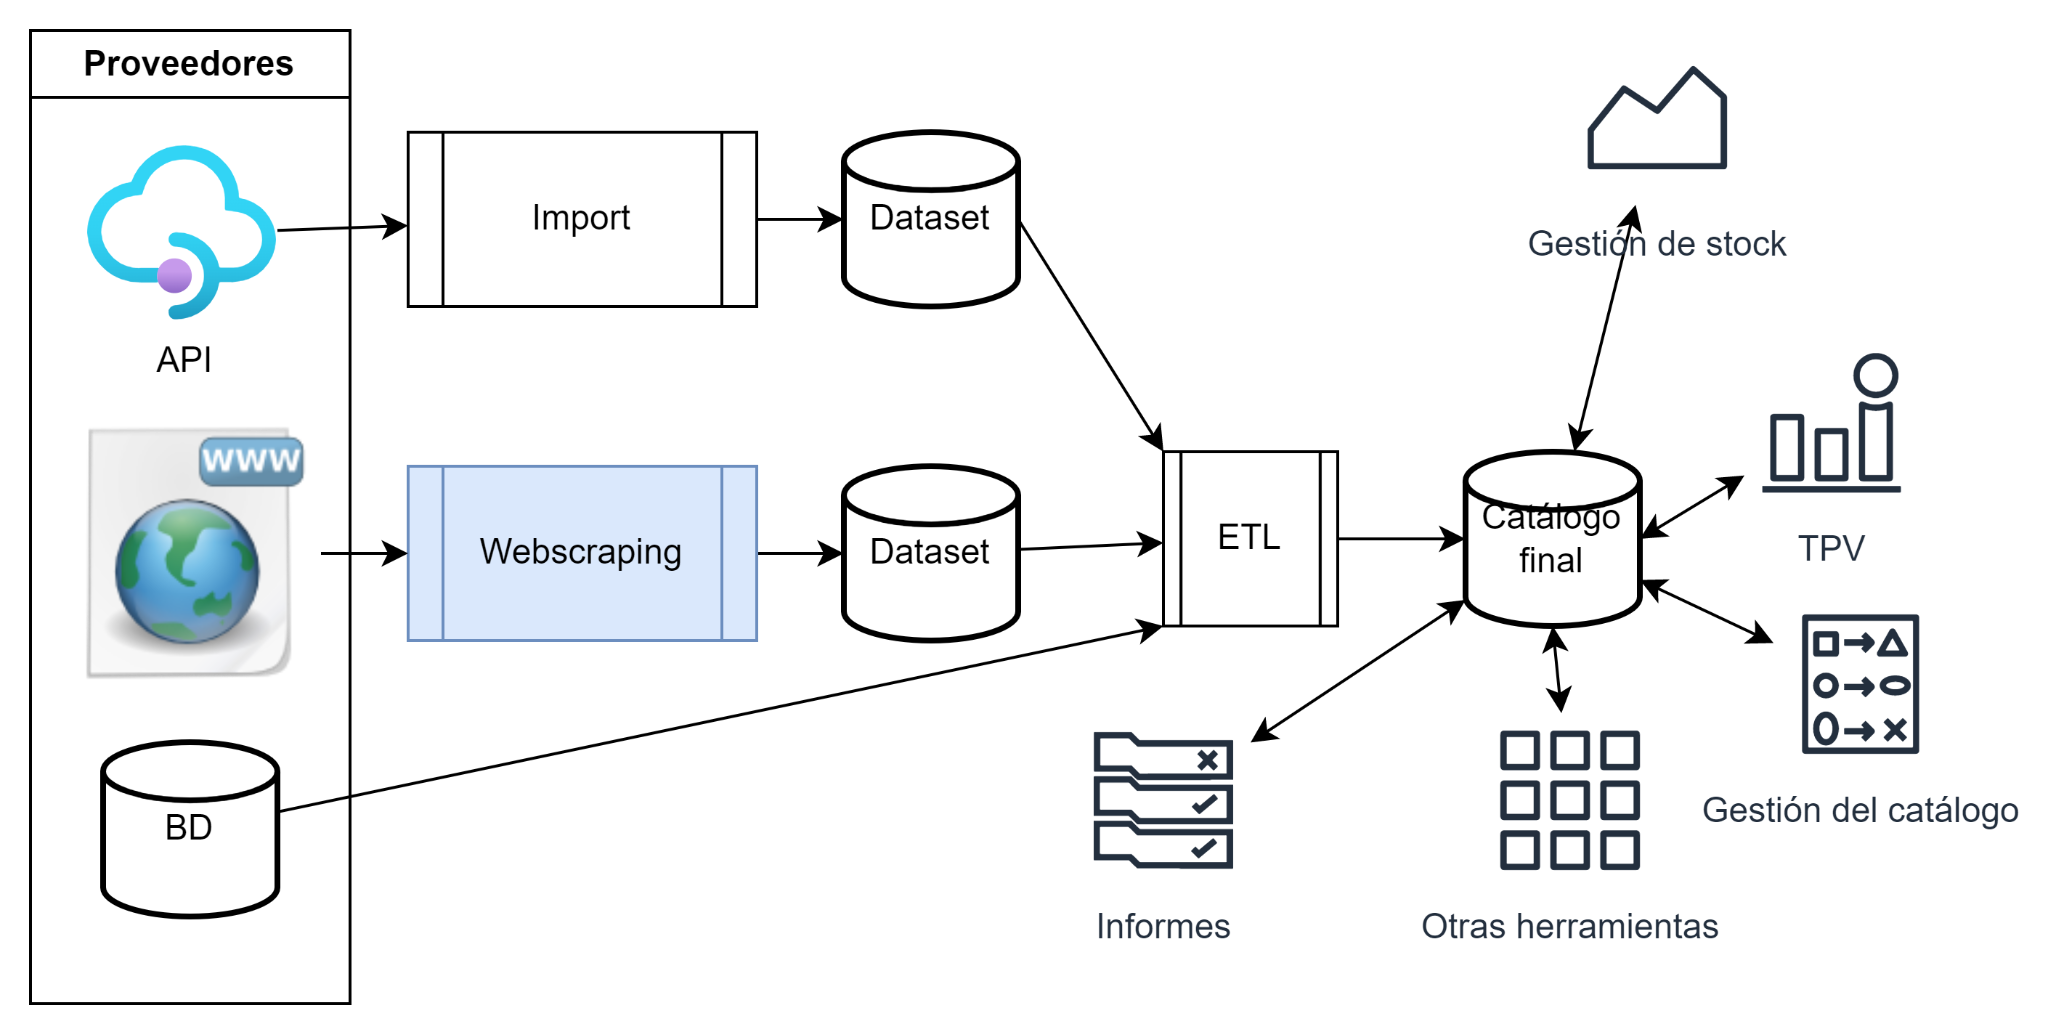 Proveedores
API
www
BD
Import
Dataset
Webscraping
Dataset
ETL
Catálogo
final
Gestión de stock
TPV
Gestión del catálogo
Informes
Otras herramientas